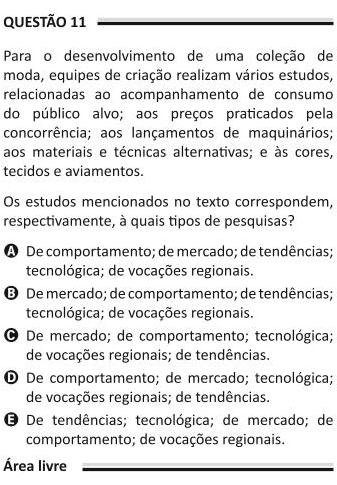 QUESTÃO 11
Para o desenvolvimento de uma coleção de
moda, equipes de criação realizam vários estudos,
relacionadas ao acompanhamento de consumo
do público alvo; aos preços praticados pela
concorrência; aos lançamentos de maquinários;
aos materiais e técnicas alternativas; e às cores,
tecidos e aviamentos.
Os estudos mencionados no texto correspondem,
respectivamente, à quais tipos de pesquisas?
A De comportamento; de mercado; de tendências;
tecnológica; de vocações regionais.
B De mercado; de comportamento; de tendências;
tecnológica; de vocações regionais.
C De mercado; de comportamento; tecnológica;
de vocações regionais; de tendências.
D De comportamento; de mercado; tecnológica;
de vocações regionais; de tendências.
E De tendências; tecnológica; de mercado; de
comportamento; de vocações regionais.
Área livre